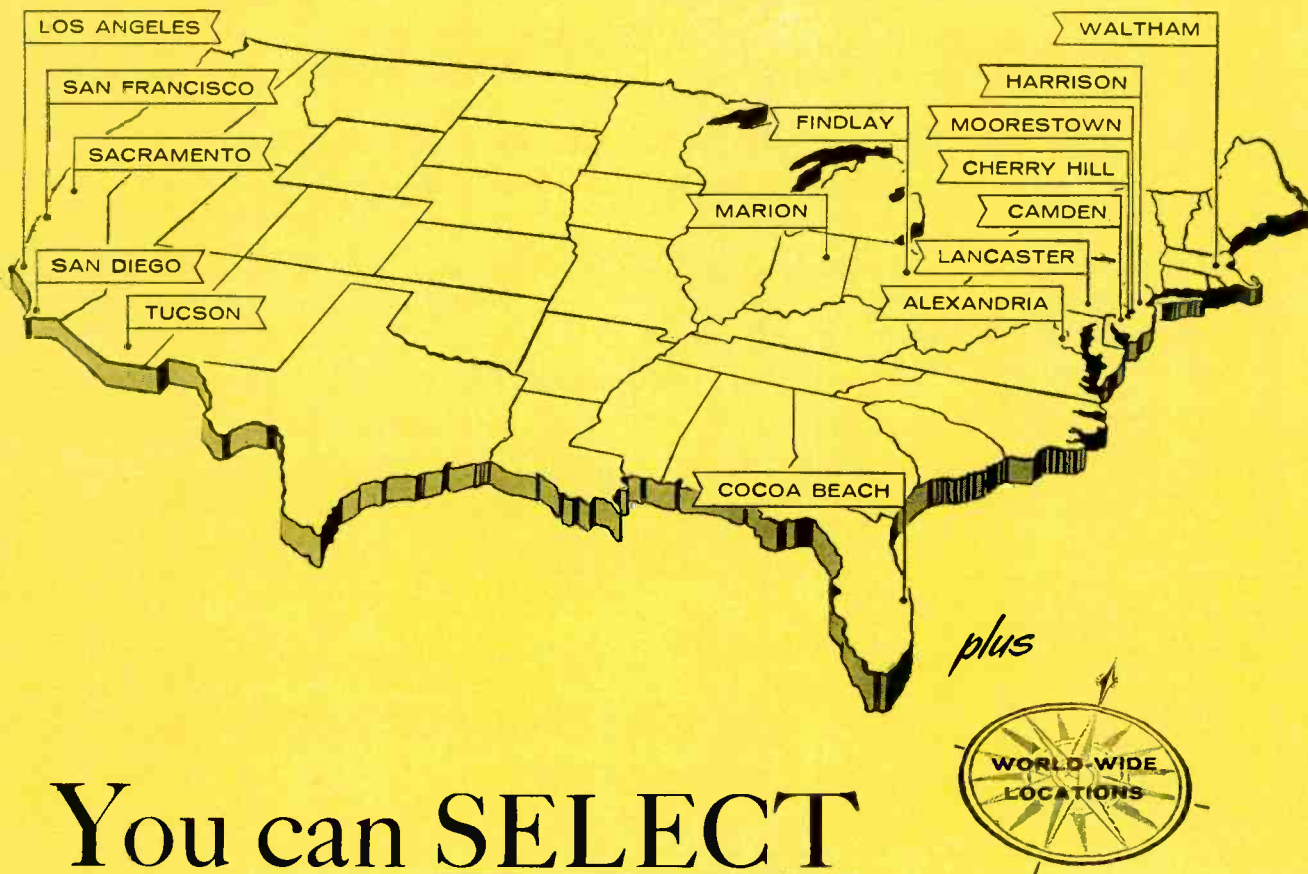 LOS ANGELES
SAN FRANCISCO
SACRAMENTO
SAN DIEGO
TUCSON
WALTHAM
HARRISON
FINDLAY
MOORESTOWN
CHERRY HILL
MARION
CAMDEN
LANCASTER
ALEXANDRIA
COCOA BEACH
plus
WORLD-WIDE
LOCATIONS
You can SELECT